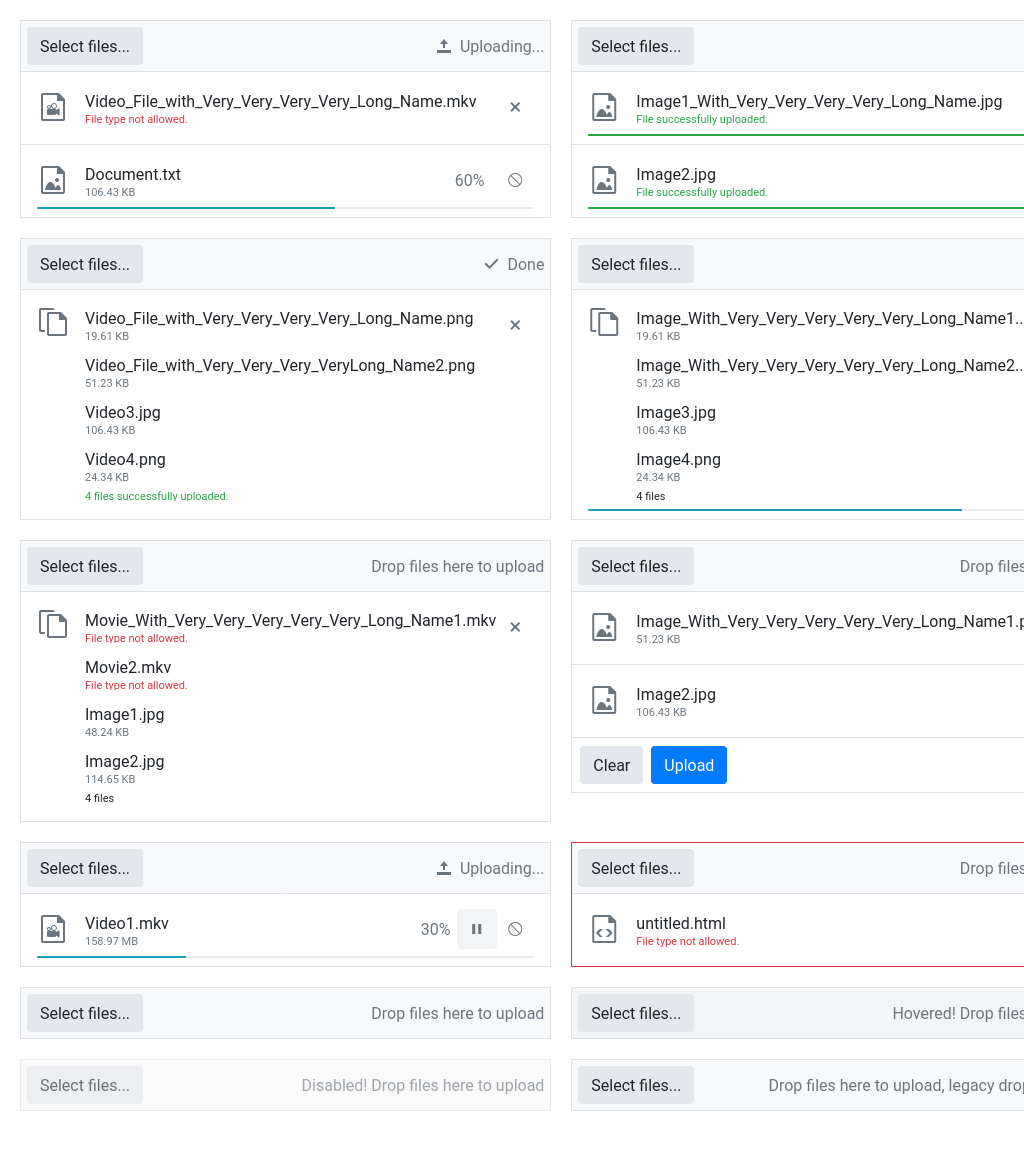 Select files...
Uploading...
Video_File_with_Very_Very_Very_Very_Long_Name.mkv
File type not allowed.
Document.txt
106.43 KB
60%
Select files...
Image1_With_Very_Very_Very_Very_Long_Name.jpg
File successfully uploaded.
Image2.jpg
File successfully uploaded.
Select files...
Done
Video_File_with_Very_Very_Very_Very_Long_Name.png
19.61 KB
Video_File_with_Very_Very_Very_VeryLong_Name2.png
51.23 KB
Video3.jpg
106.43 KB
Video4.png
24.34 KB
4 files successfully uploaded.
Select files...
Image_With_Very_Very_Very_Very_Very_Long_Name1...
19.61 KB
Image_With_Very_Very_Very_Very_Very_Long_Name2...
51.23 KB
Image3.jpg
106.43 KB
Image4.png
24.34 KB
4 files
Select files...
Drop files here to upload
Movie_With_Very_Very_Very_Very_Very_Long_Name1.mkv
File type not allowed.
Movie2.mkv
File type not allowed.
Image1.jpg
48.24 KB
Image2.jpg
114.65 KB
4 files
Select files...
Drop files
Image_With_Very_Very_Very_Very_Very_Long_Name1.p
51.23 KB
Image2.jpg
106.43 KB
Clear
Upload
Select files...
Uploading...
Video1.mkv
158.97 MB
30%
Select files...
Drop files
untitled.html
File type not allowed.
Select files...
Drop files here to upload
Select files...
Hovered! Drop files
Select files...
Disabled! Drop files here to upload
Select files...
Drop files here to upload, legacy drop